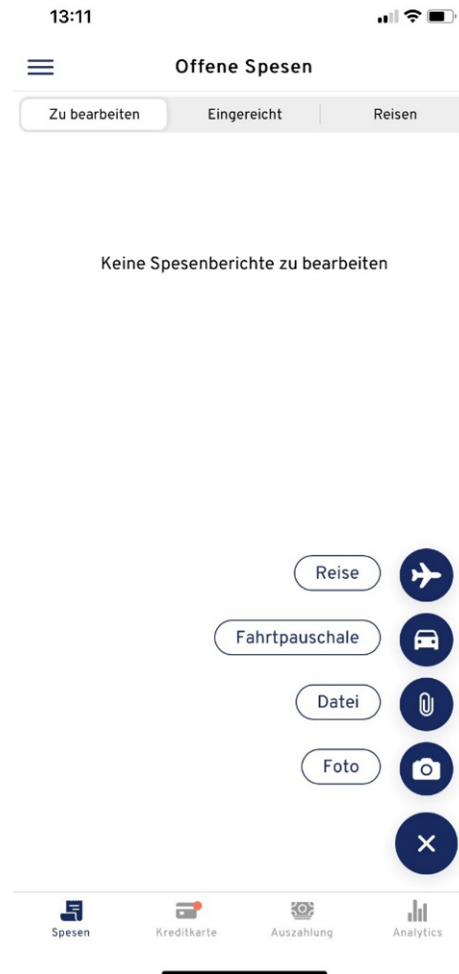 13:11
Offene Spesen
Zu bearbeiten Eingereicht Reisen
Keine Spesenberichte zu bearbeiten
Reise
Fahrtpauschale
Datei
Foto
Spesen Kreditkarte Auszahlung Analytics